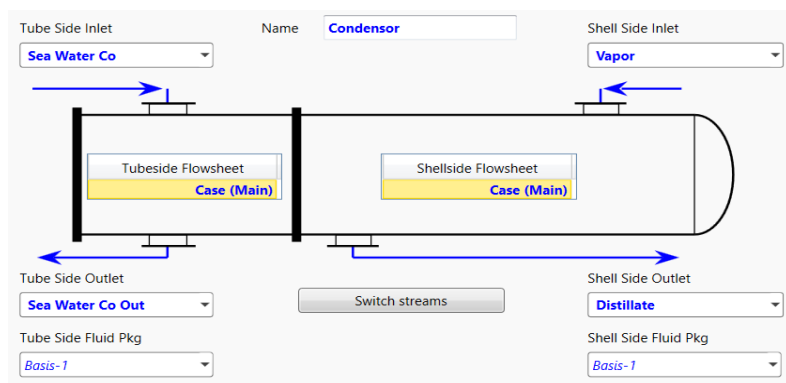 Tube Side Inlet
Name
Condensor
Shell Side Inlet
Sea Water Co
Vapor
Tubeside Flowsheet
Case (Main)
Shellside Flowsheet
Case (Main)
Tube Side Outlet
Shell Side Outlet
Sea Water Co Out
Switch streams
Distillate
Tube Side Fluid Pkg
Shell Side Fluid Pkg
Basis-1
Basis-1